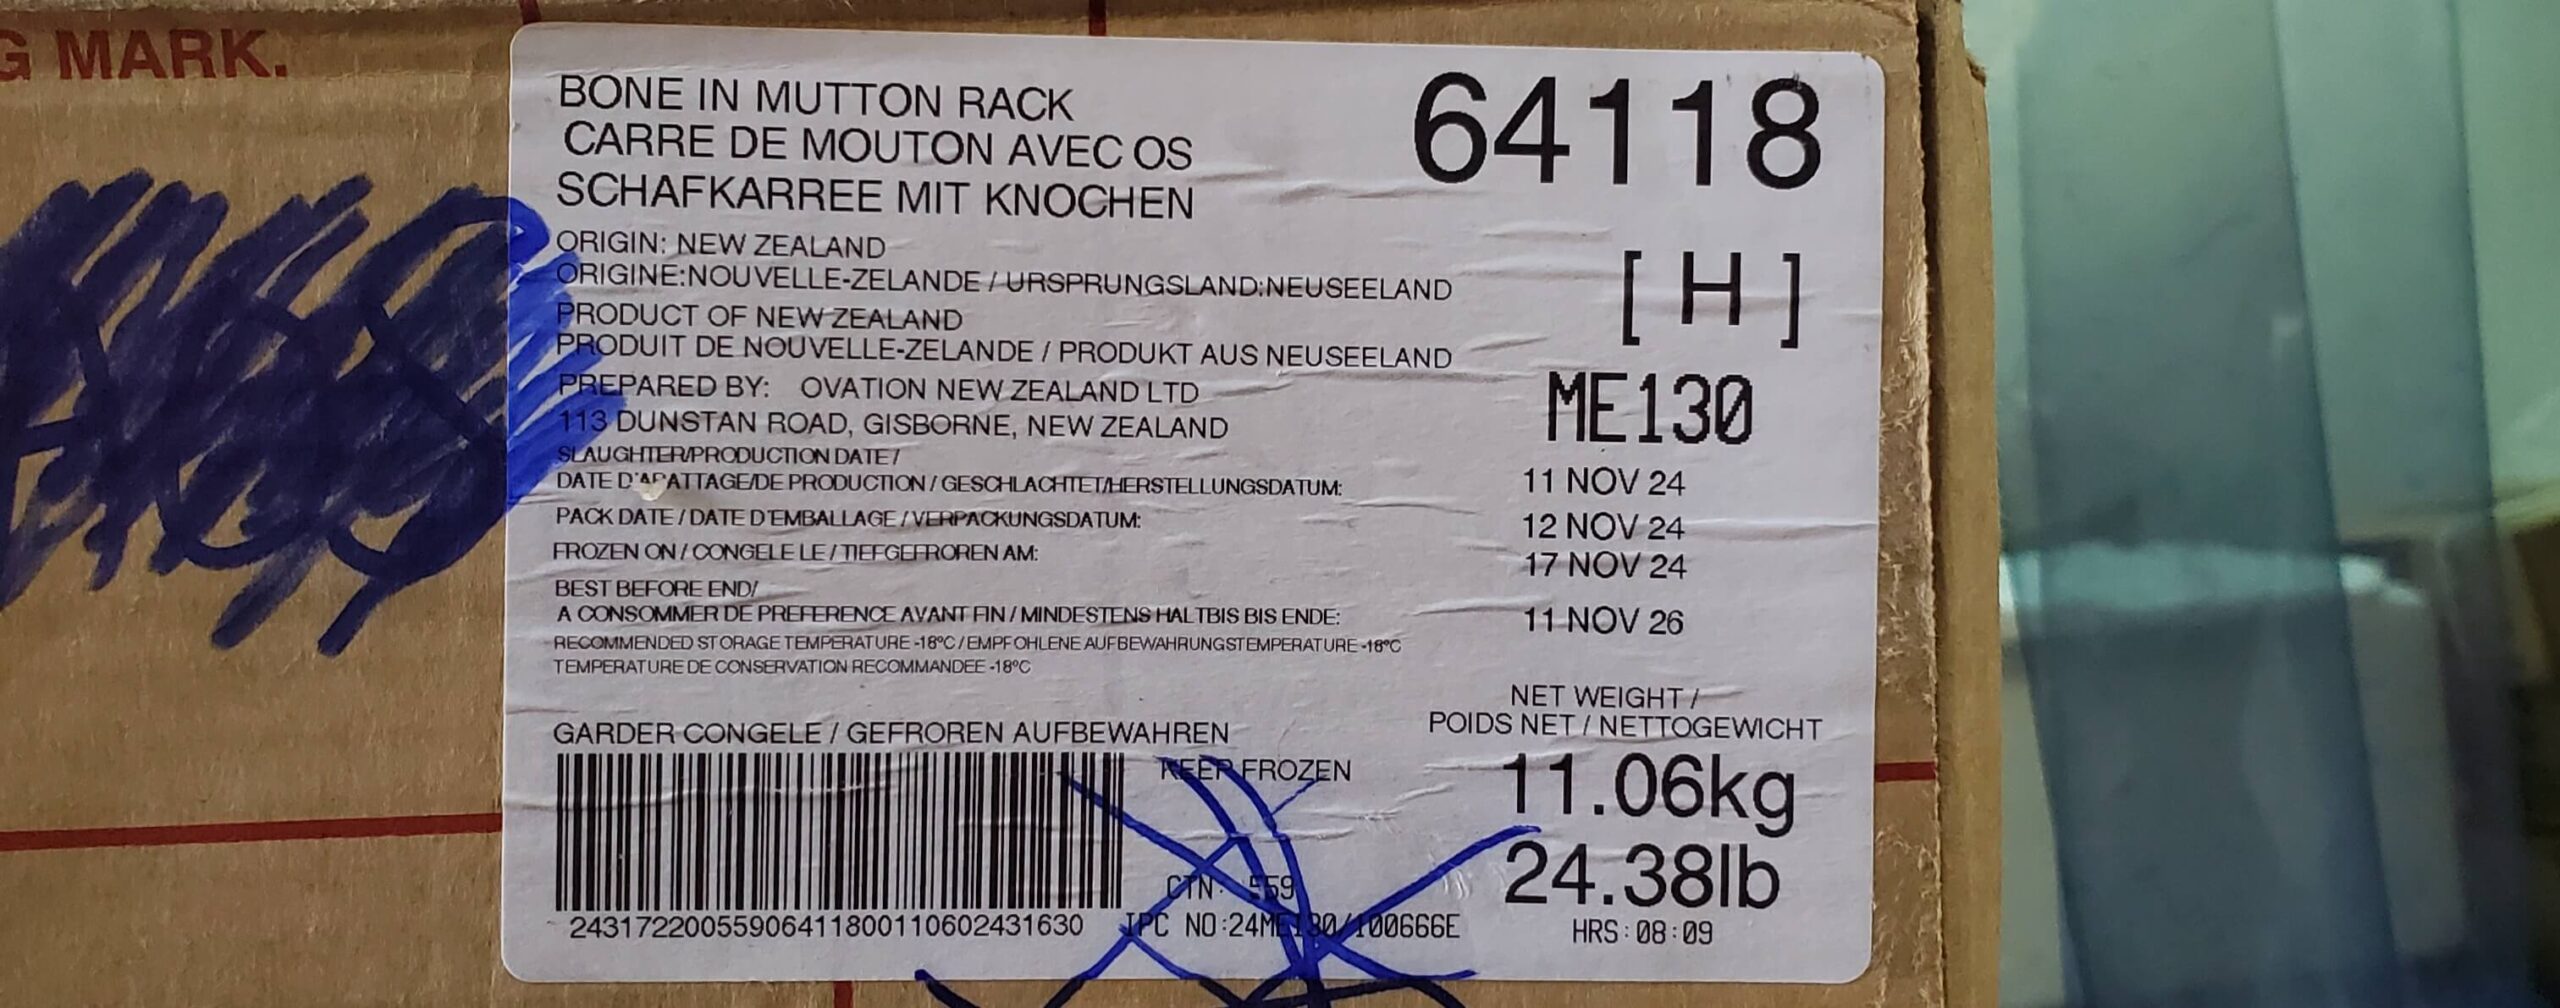 G MARK.
BONE IN MUTTON RACK
CARRE DE MOUTON AVEC OS
SCHAFKARREE MIT KNOCHEN
64118
ORIGIN: NEW ZEALAND
ORIGINE:NOUVELLE-ZELANDE / URSPRUNGSLAND:NEUSEELAND
[ H ]
PRODUCT OF NEW ZEALAND
PRODUIT DE NOUVELLE-ZELANDE / PRODUKT AUS NEUSEELAND
PREPARED BY: OVATION NEW ZEALAND LTD
113 DUNSTAN ROAD, GISBORNE, NEW ZEALAND
ME130
SLAUGHTER/PRODUCTION DATE /
DATE D'ABATTAGE/DE PRODUCTION / GESCHLACHTET/HERSTELLUNGSDATUM: 11 NOV 24
PACK DATE / DATE D'EMBALLAGE / VERPACKUNGSDATUM: 12 NOV 24
FROZEN ON / CONGELE LE / TIEFGEFROREN AM: 17 NOV 24
BEST BEFORE END/
A CONSOMMER DE PREFERENCE AVANT FIN / MINDESTENS HALTBIS BIS ENDE: 11 NOV 26
RECOMMENDED STORAGE TEMPERATURE -18°C / EMPFOHLENE AUFBEWAHRUNGSTEMPERATURE -18°C
TEMPERATURE DE CONSERVATION RECOMMANDEE -18°C
NET WEIGHT /
POIDS NET / NETTOGEWICHT
GARDER CONGELE / GEFROREN AUFBEWAHREN
KEEP FROZEN
11.06kg
24.38lb
CTN: 559
24317220055906411800110602431630
IPC NO:24ME130/100666E
HRS:08:09